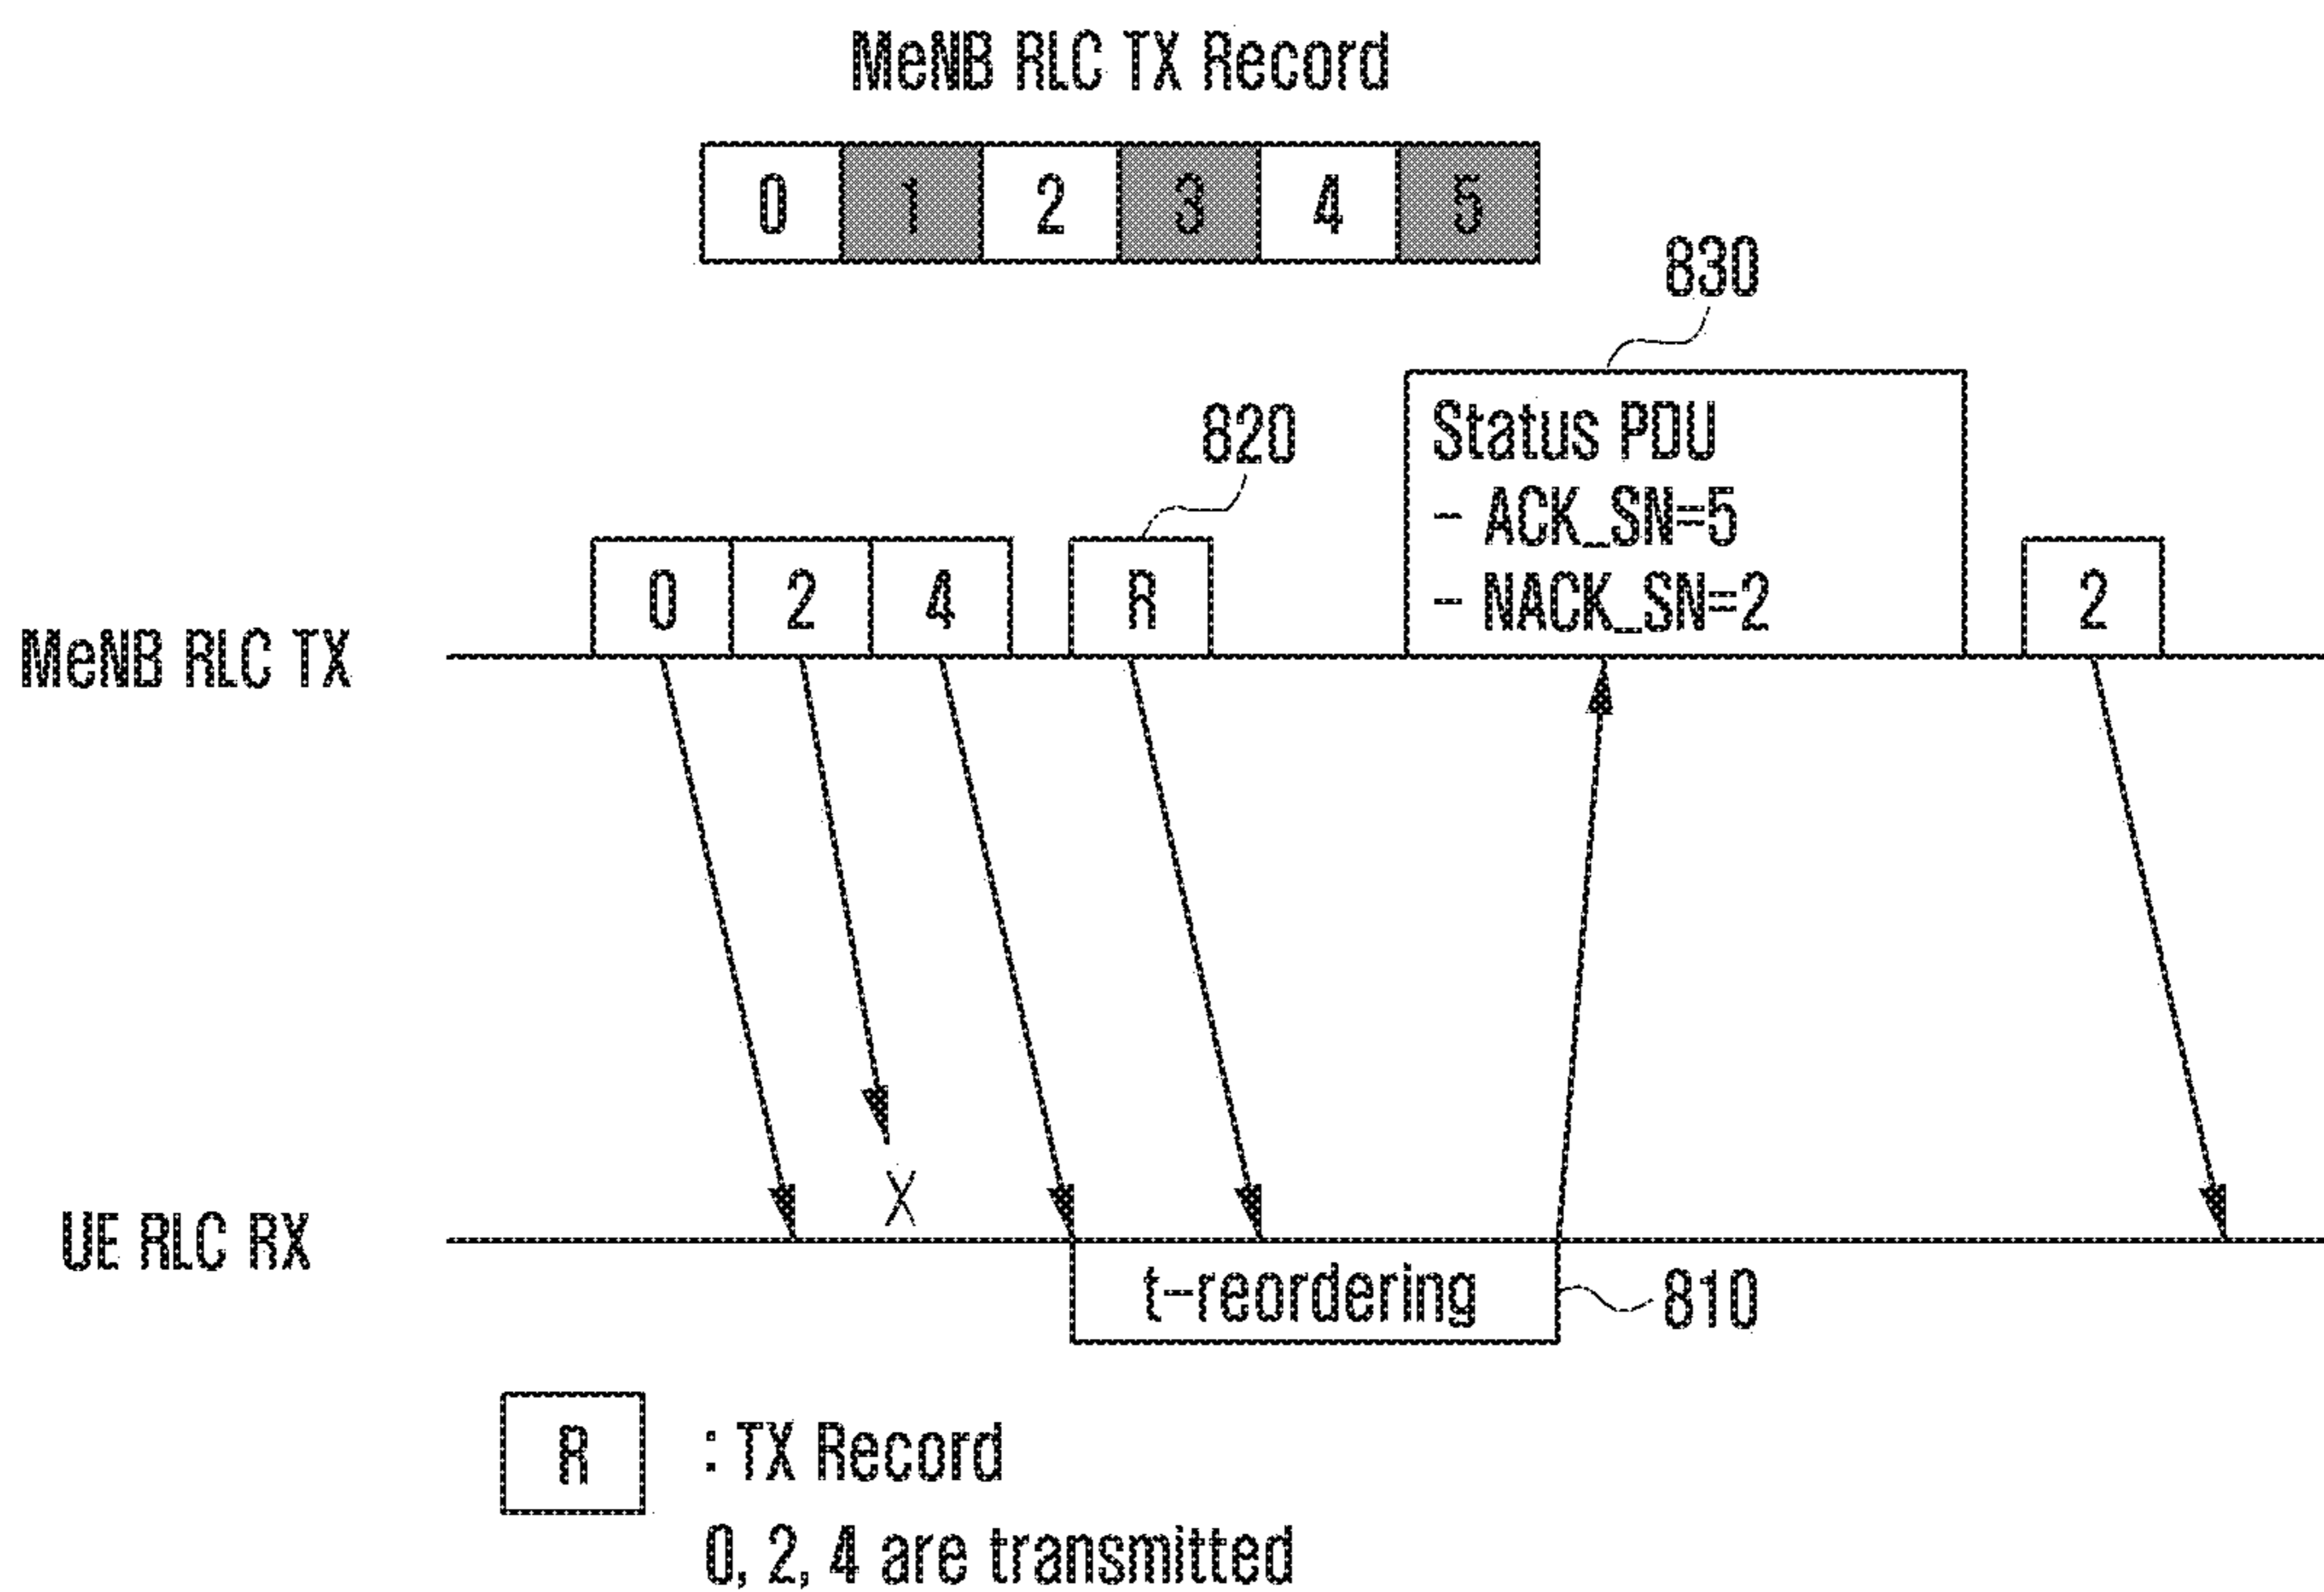 MeNB RLC TX Record
0 1 2 3 4 5
830
820
Status PDU
- ACK_SN=5
- NACK_SN=2
0 2 4 R
2
MeNB RLC TX
X
UE RLC RX
t-reordering
810
R : TX Record
0, 2, 4 are transmitted